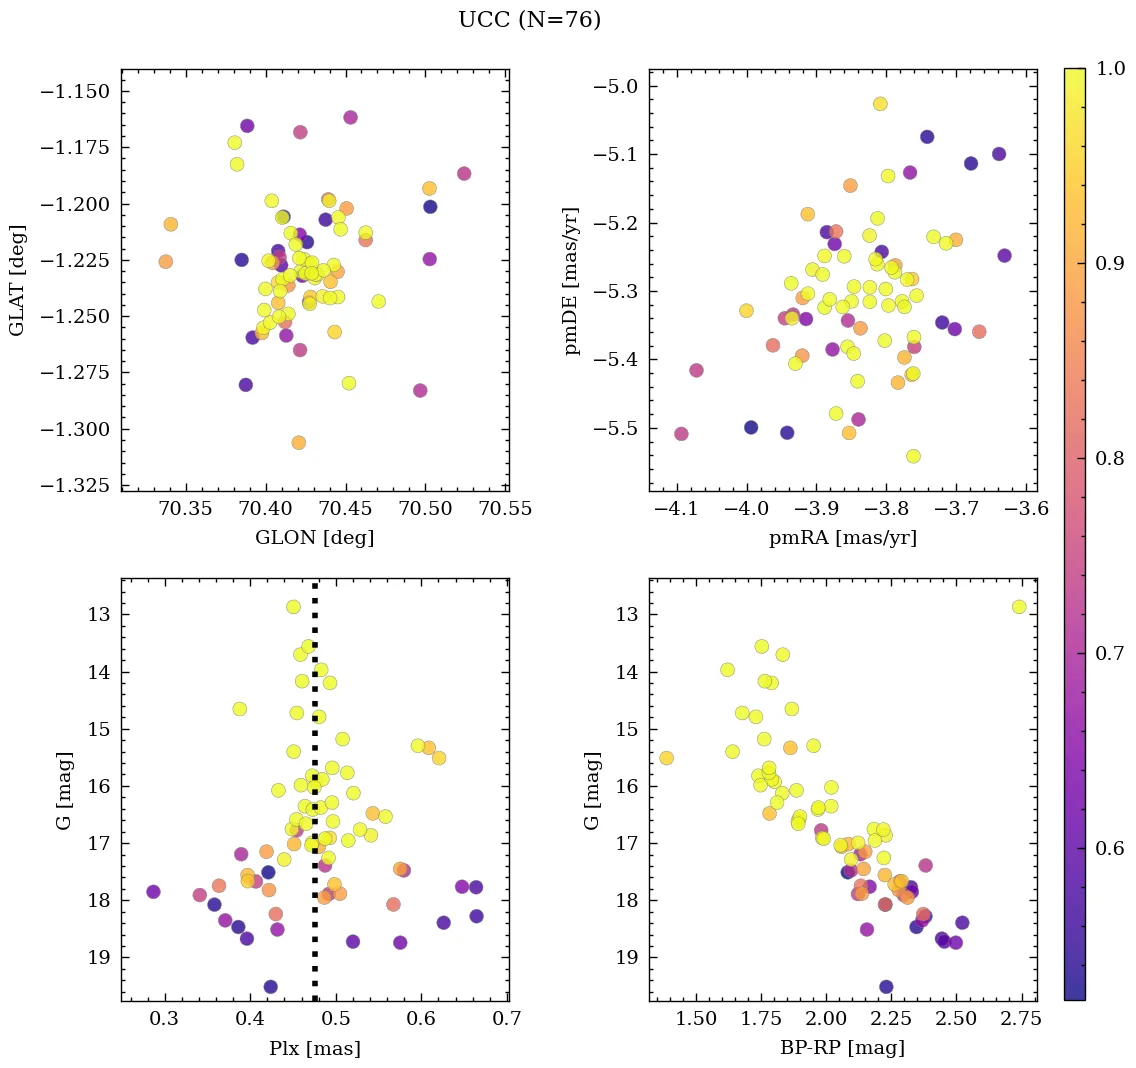 UCC (N=76)
−1.150
−1.175
−1.200
−1.225
−1.250
−1.275
−1.300
−1.325
GLAT [deg]
70.35 70.40 70.45 70.50 70.55
GLON [deg]
−5.0
−5.1
−5.2
−5.3
−5.4
−5.5
pmDE [mas/yr]
−4.1 −4.0 −3.9 −3.8 −3.7 −3.6
pmRA [mas/yr]
13
14
15
16
17
18
19
G [mag]
0.3 0.4 0.5 0.6 0.7
Plx [mas]
13
14
15
16
17
18
19
G [mag]
1.50 1.75 2.00 2.25 2.50 2.75
BP-RP [mag]
1.0
0.9
0.8
0.7
0.6